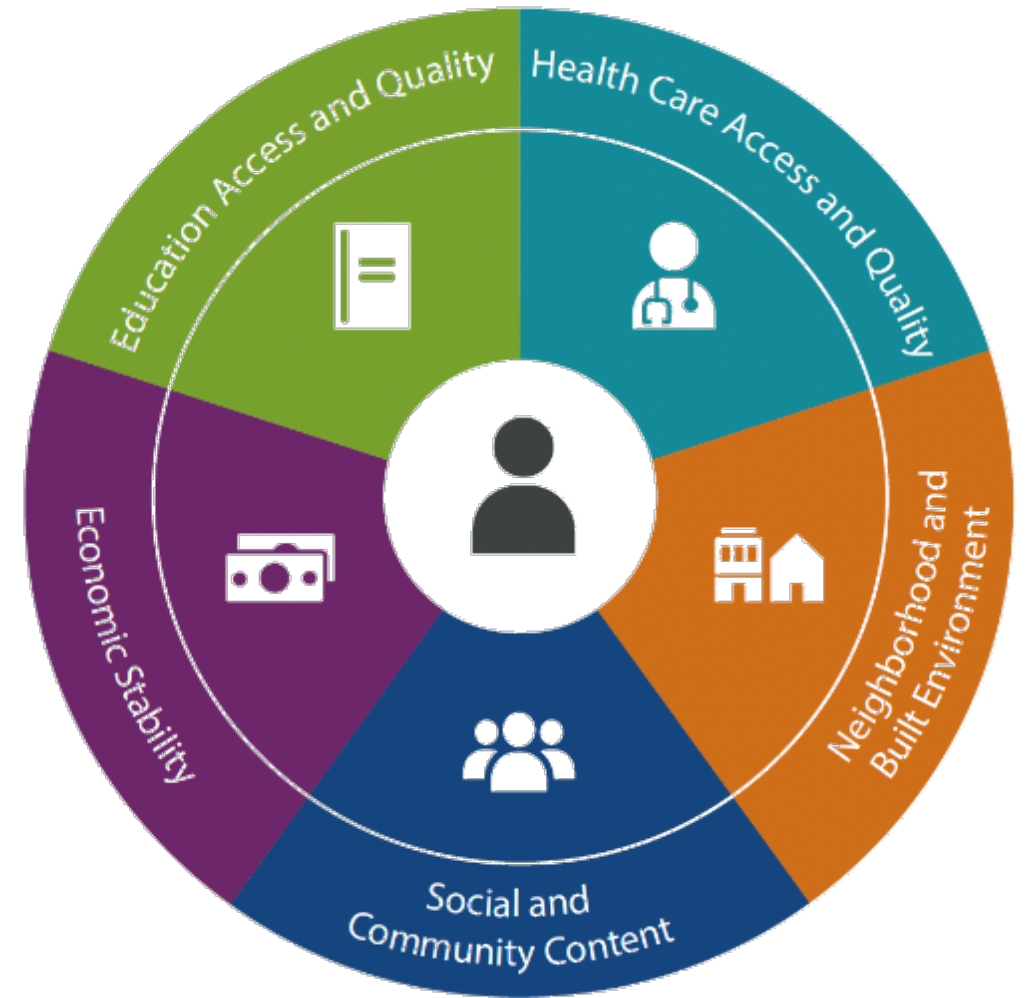 Education Access and Quality
Health Care Access and Quality
Neighborhood and
Built Environment
Social and
Community Content
Economic Stability